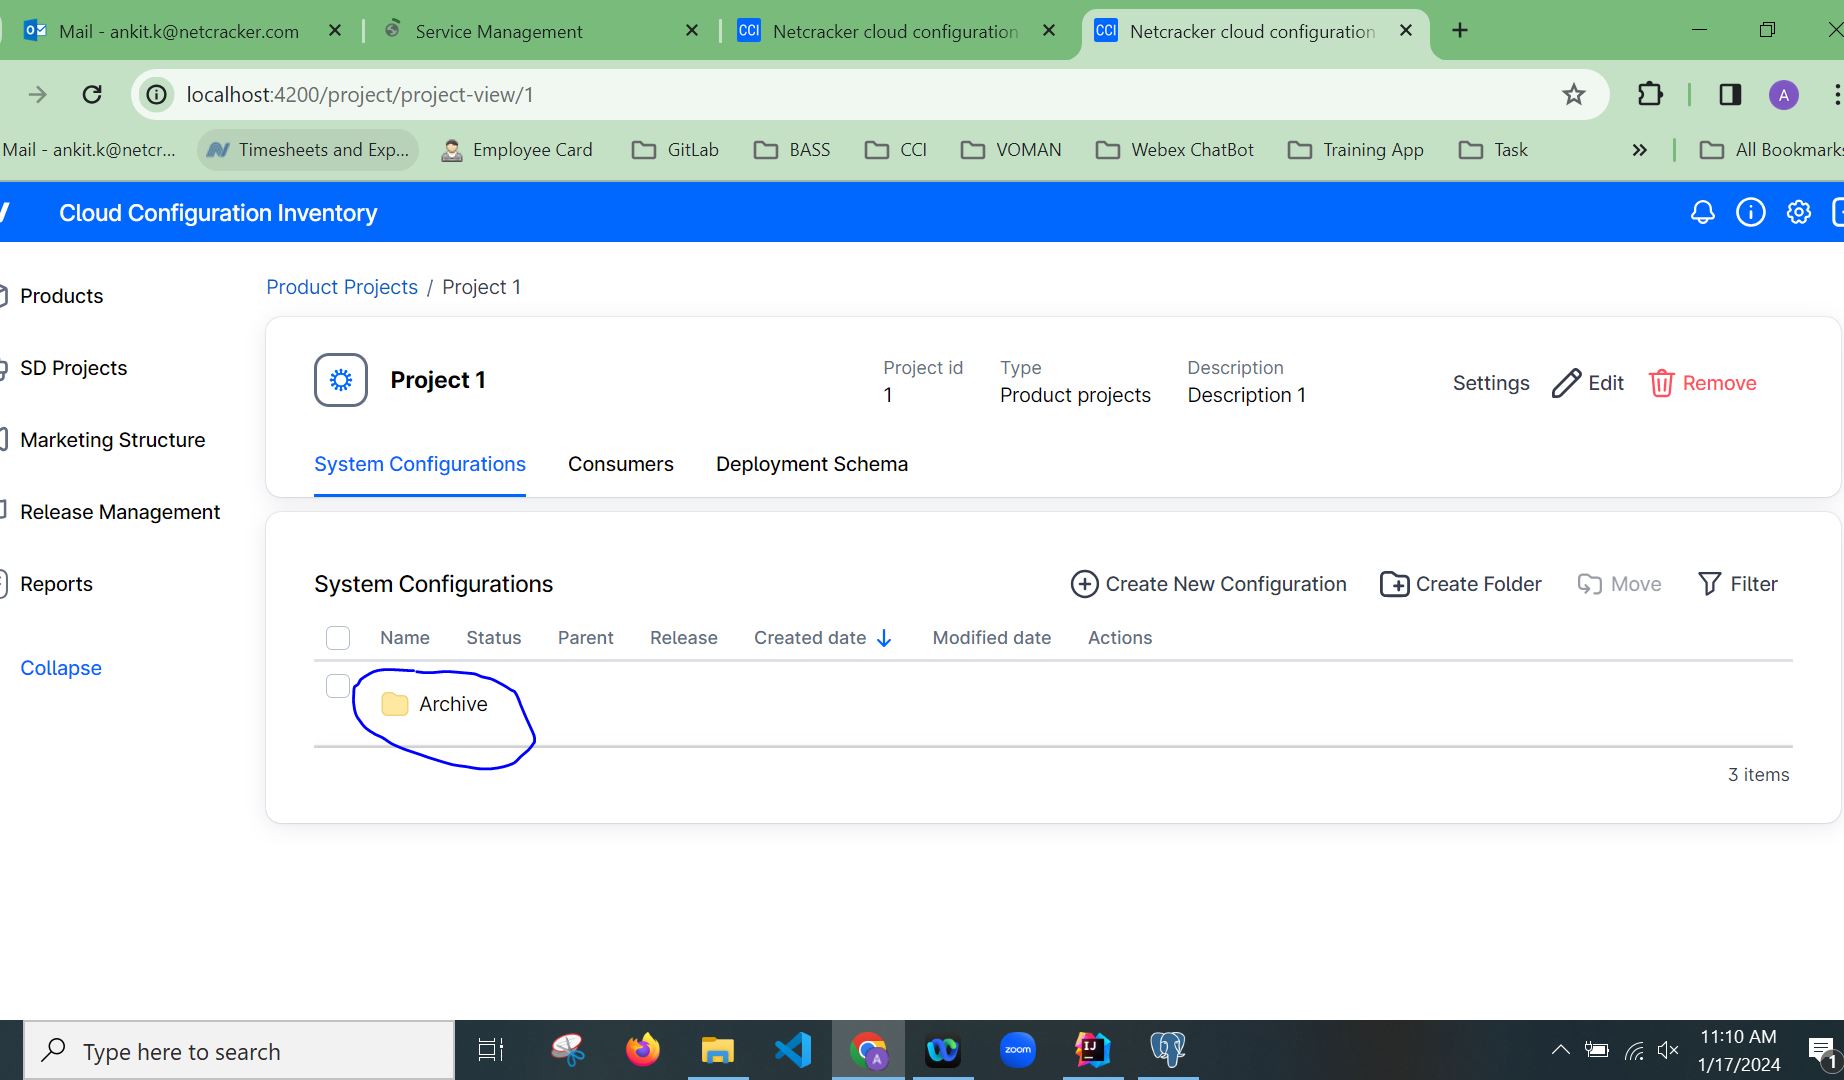 Mail - ankit.k@netcracker.com
Service Management
CCI Netcracker cloud configuration
CCI Netcracker cloud configuration
localhost:4200/project/project-view/1
A
Mail - ankit.k@netcr...
Timesheets and Exp...
Employee Card
GitLab
BASS
CCI
VOMAN
Webex ChatBot
Training App
Task
»
All Bookmarks
Cloud Configuration Inventory
Products
SD Projects
Marketing Structure
Release Management
Reports
Collapse
Product Projects / Project 1
Project 1
Project id
1
Type
Product projects
Description
Description 1
Settings
Edit
Remove
System Configurations
Consumers
Deployment Schema
System Configurations
Create New Configuration
Create Folder
Move
Filter
Name
Status
Parent
Release
Created date
Modified date
Actions
Archive
3 items
Type here to search
A
zoom
IJ
11:10 AM
1/17/2024
1